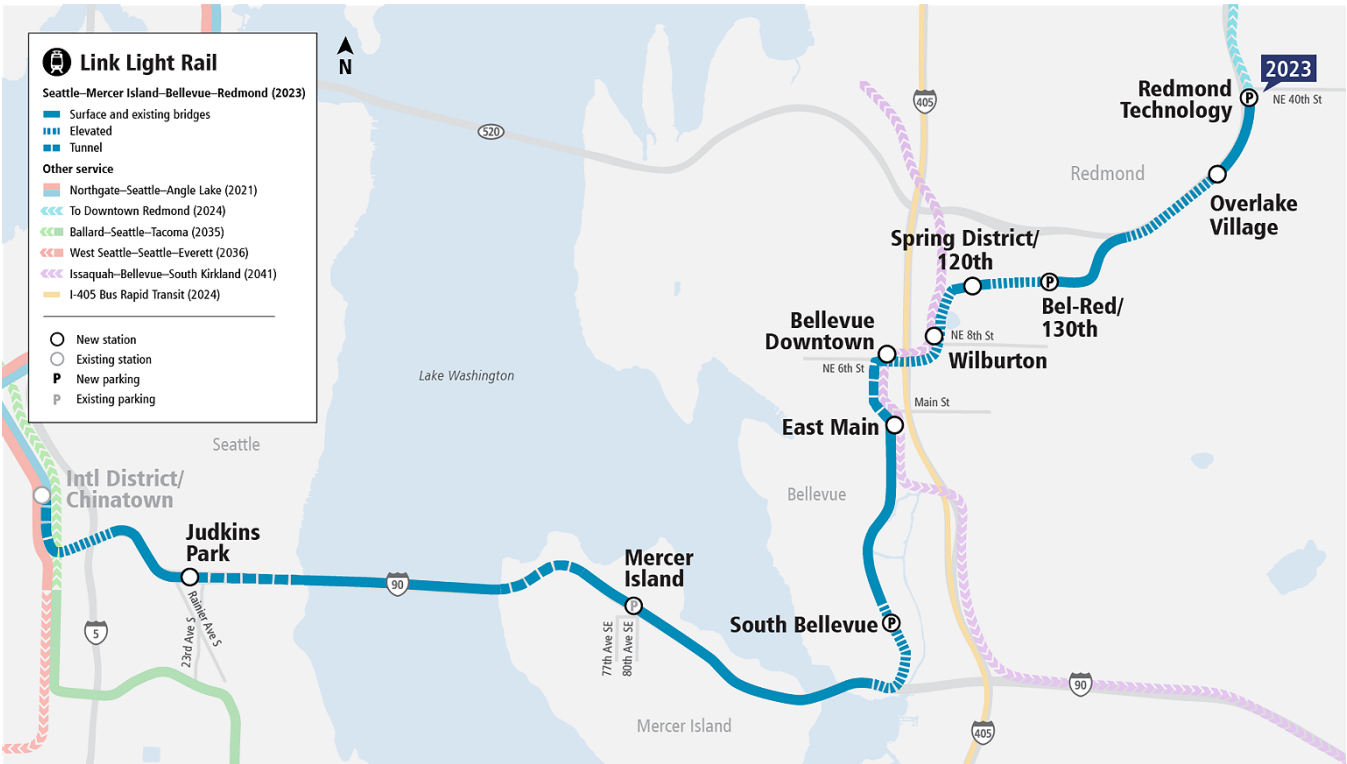 Link Light Rail
Seattle–Mercer Island–Bellevue–Redmond (2023)
Surface and existing bridges
Elevated
Tunnel
Other service
Northgate–Seattle–Angle Lake (2021)
To Downtown Redmond (2024)
Ballard–Seattle–Tacoma (2035)
West Seattle–Seattle–Everett (2036)
Issaquah–Bellevue–South Kirkland (2041)
I-405 Bus Rapid Transit (2024)
New station
Existing station
P New parking
P Existing parking
N
520
405
2023
Redmond
Technology
P
NE 40th St
Redmond
Overlake
Village
Spring District/
120th
P
Bel-Red/
130th
Bellevue
Downtown
NE 8th St
Wilburton
NE 6th St
Main St
East Main
Lake Washington
Seattle
Bellevue
Intl District/
Chinatown
Judkins
Park
90
Mercer
Island
P
South Bellevue
P
5
23rd Ave S
Rainier Ave S
77th Ave SE
80th Ave SE
90
Mercer Island
405